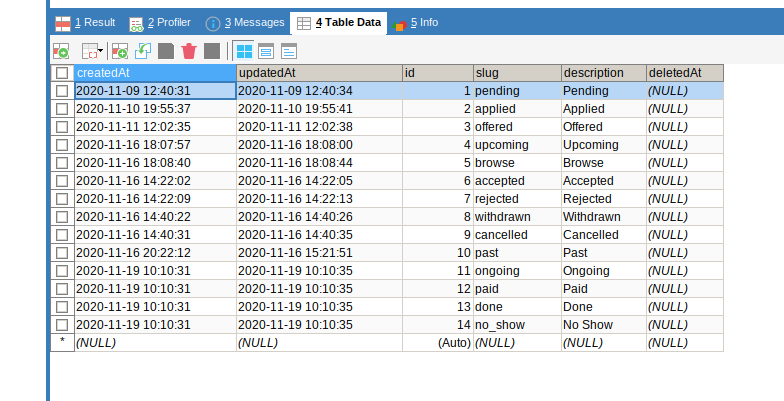 1 Result 2 Profiler 3 Messages 4 Table Data 5 Info
createdAt updatedAt id slug description deletedAt
2020-11-09 12:40:31 2020-11-09 12:40:34 1 pending Pending (NULL)
2020-11-10 19:55:37 2020-11-10 19:55:41 2 applied Applied (NULL)
2020-11-11 12:02:35 2020-11-11 12:02:38 3 offered Offered (NULL)
2020-11-16 18:07:57 2020-11-16 18:08:00 4 upcoming Upcoming (NULL)
2020-11-16 18:08:40 2020-11-16 18:08:44 5 browse Browse (NULL)
2020-11-16 14:22:02 2020-11-16 14:22:05 6 accepted Accepted (NULL)
2020-11-16 14:22:09 2020-11-16 14:22:13 7 rejected Rejected (NULL)
2020-11-16 14:40:22 2020-11-16 14:40:26 8 withdrawn Withdrawn (NULL)
2020-11-16 14:40:31 2020-11-16 14:40:35 9 cancelled Cancelled (NULL)
2020-11-16 20:22:12 2020-11-16 15:21:51 10 past Past (NULL)
2020-11-19 10:10:31 2020-11-19 10:10:35 11 ongoing Ongoing (NULL)
2020-11-19 10:10:31 2020-11-19 10:10:35 12 paid Paid (NULL)
2020-11-19 10:10:31 2020-11-19 10:10:35 13 done Done (NULL)
2020-11-19 10:10:31 2020-11-19 10:10:35 14 no_show No Show (NULL)
* (NULL) (NULL) (Auto) (NULL) (NULL) (NULL)